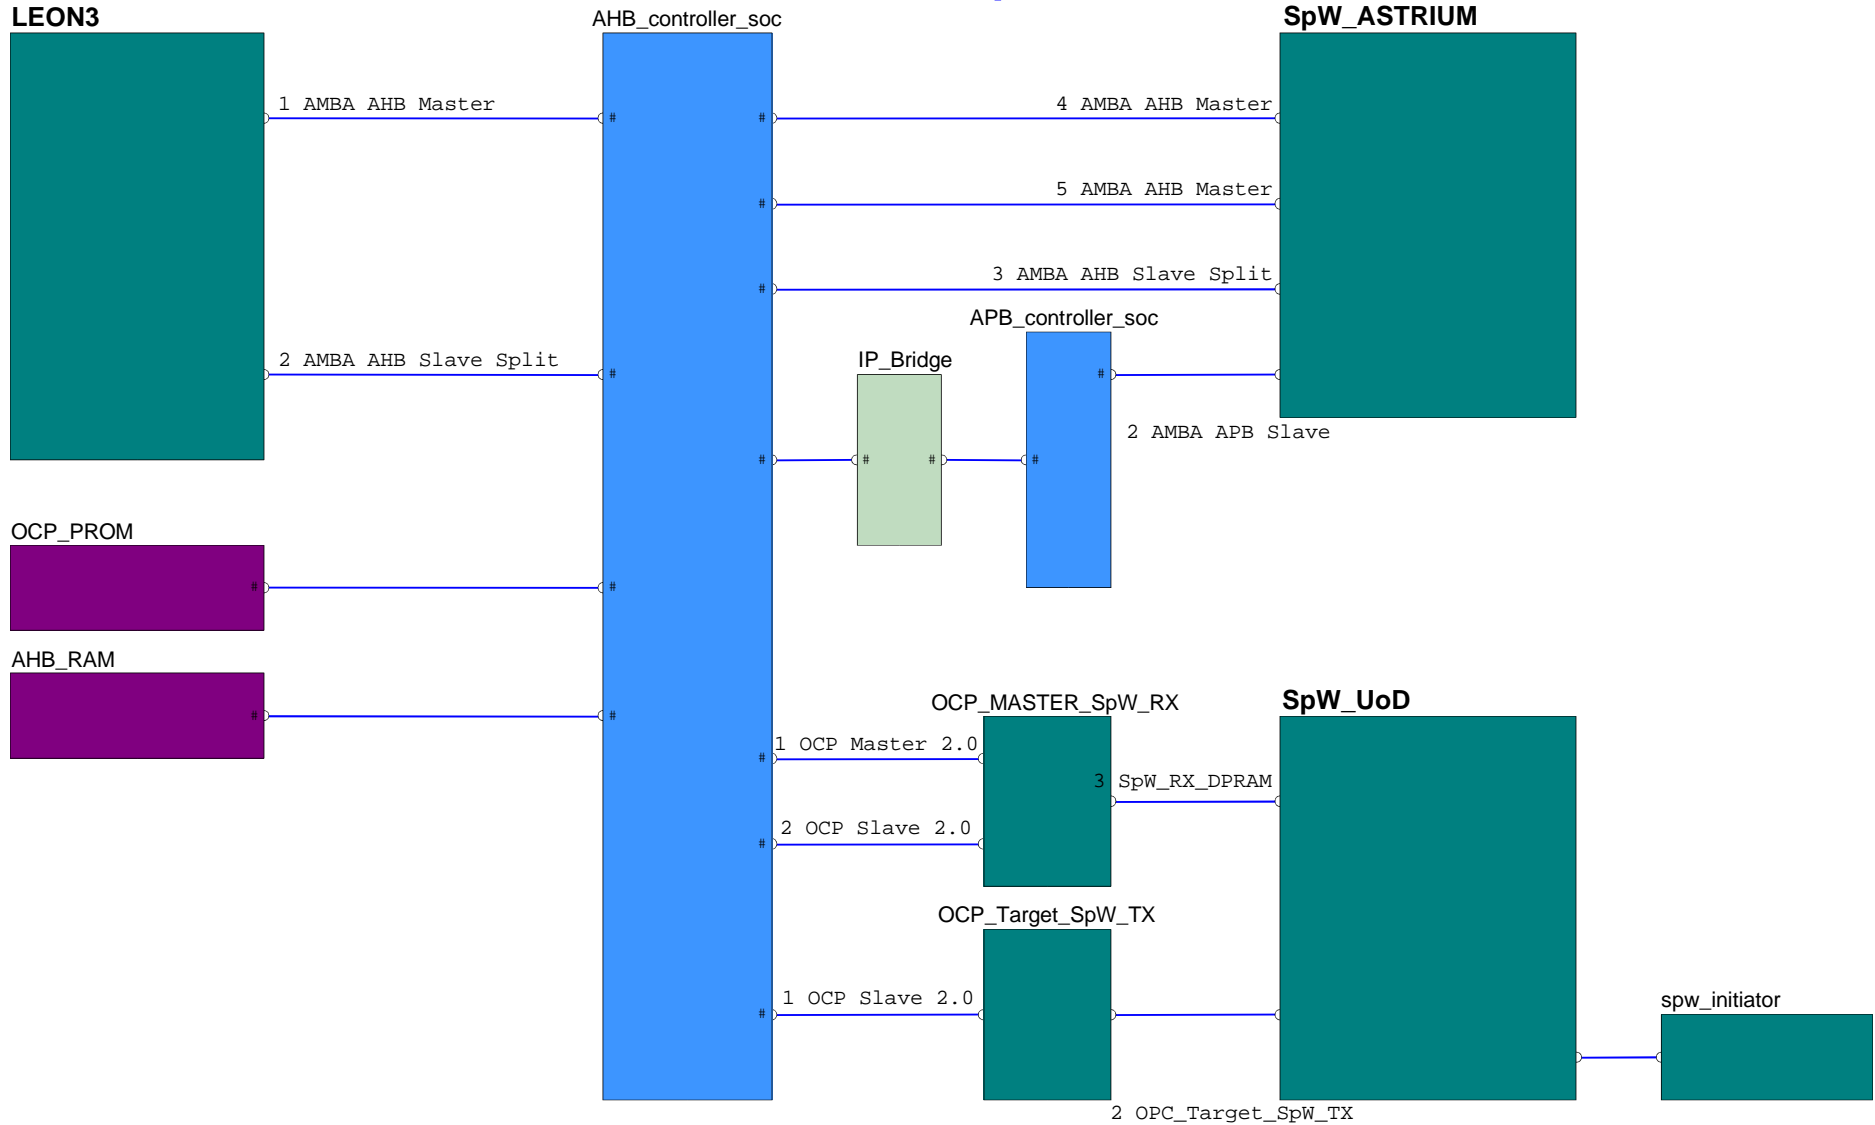 LEON3
AHB_controller_soc
SpW_ASTRIUM
1 AMBA AHB Master
4 AMBA AHB Master
# #
5 AMBA AHB Master
#
3 AMBA AHB Slave Split
#
APB_controller_soc
2 AMBA AHB Slave Split
IP_Bridge
# #
2 AMBA APB Slave
# # # #
OCP_PROM
# #
AHB_RAM
# #
OCP_MASTER_SpW_RX
SpW_UoD
1 OCP Master 2.0
#
3 SpW_RX_DPRAM
2 OCP Slave 2.0
#
OCP_Target_SpW_TX
1 OCP Slave 2.0
#
spw_initiator
2 OPC_Target_SpW_TX